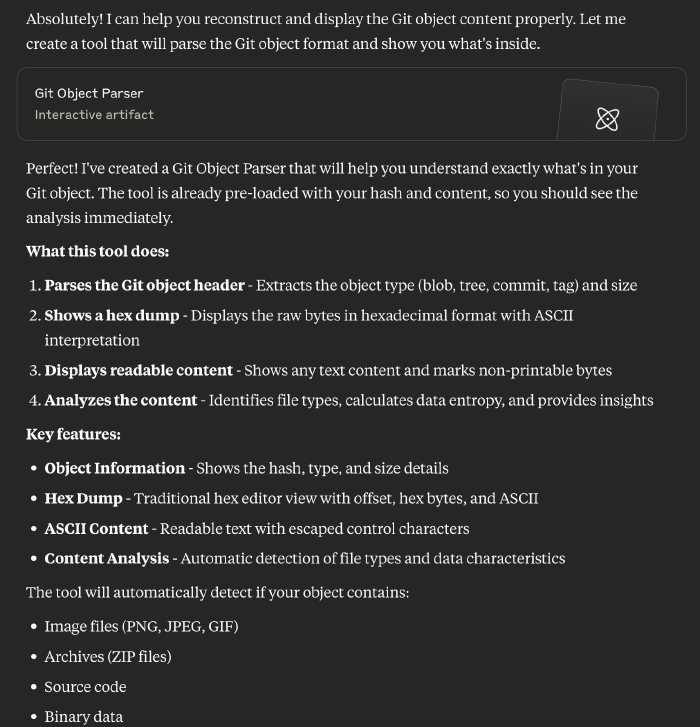 Absolutely! I can help you reconstruct and display the Git object content properly. Let me
create a tool that will parse the Git object format and show you what's inside.
Git Object Parser
Interactive artifact
Perfect! I've created a Git Object Parser that will help you understand exactly what's in your
Git object. The tool is already pre-loaded with your hash and content, so you should see the
analysis immediately.
What this tool does:
1. Parses the Git object header - Extracts the object type (blob, tree, commit, tag) and size
2. Shows a hex dump - Displays the raw bytes in hexadecimal format with ASCII
interpretation
3. Displays readable content - Shows any text content and marks non-printable bytes
4. Analyzes the content - Identifies file types, calculates data entropy, and provides insights
Key features:
• Object Information - Shows the hash, type, and size details
• Hex Dump - Traditional hex editor view with offset, hex bytes, and ASCII
• ASCII Content - Readable text with escaped control characters
• Content Analysis - Automatic detection of file types and data characteristics
The tool will automatically detect if your object contains:
• Image files (PNG, JPEG, GIF)
• Archives (ZIP files)
• Source code
• Binary data